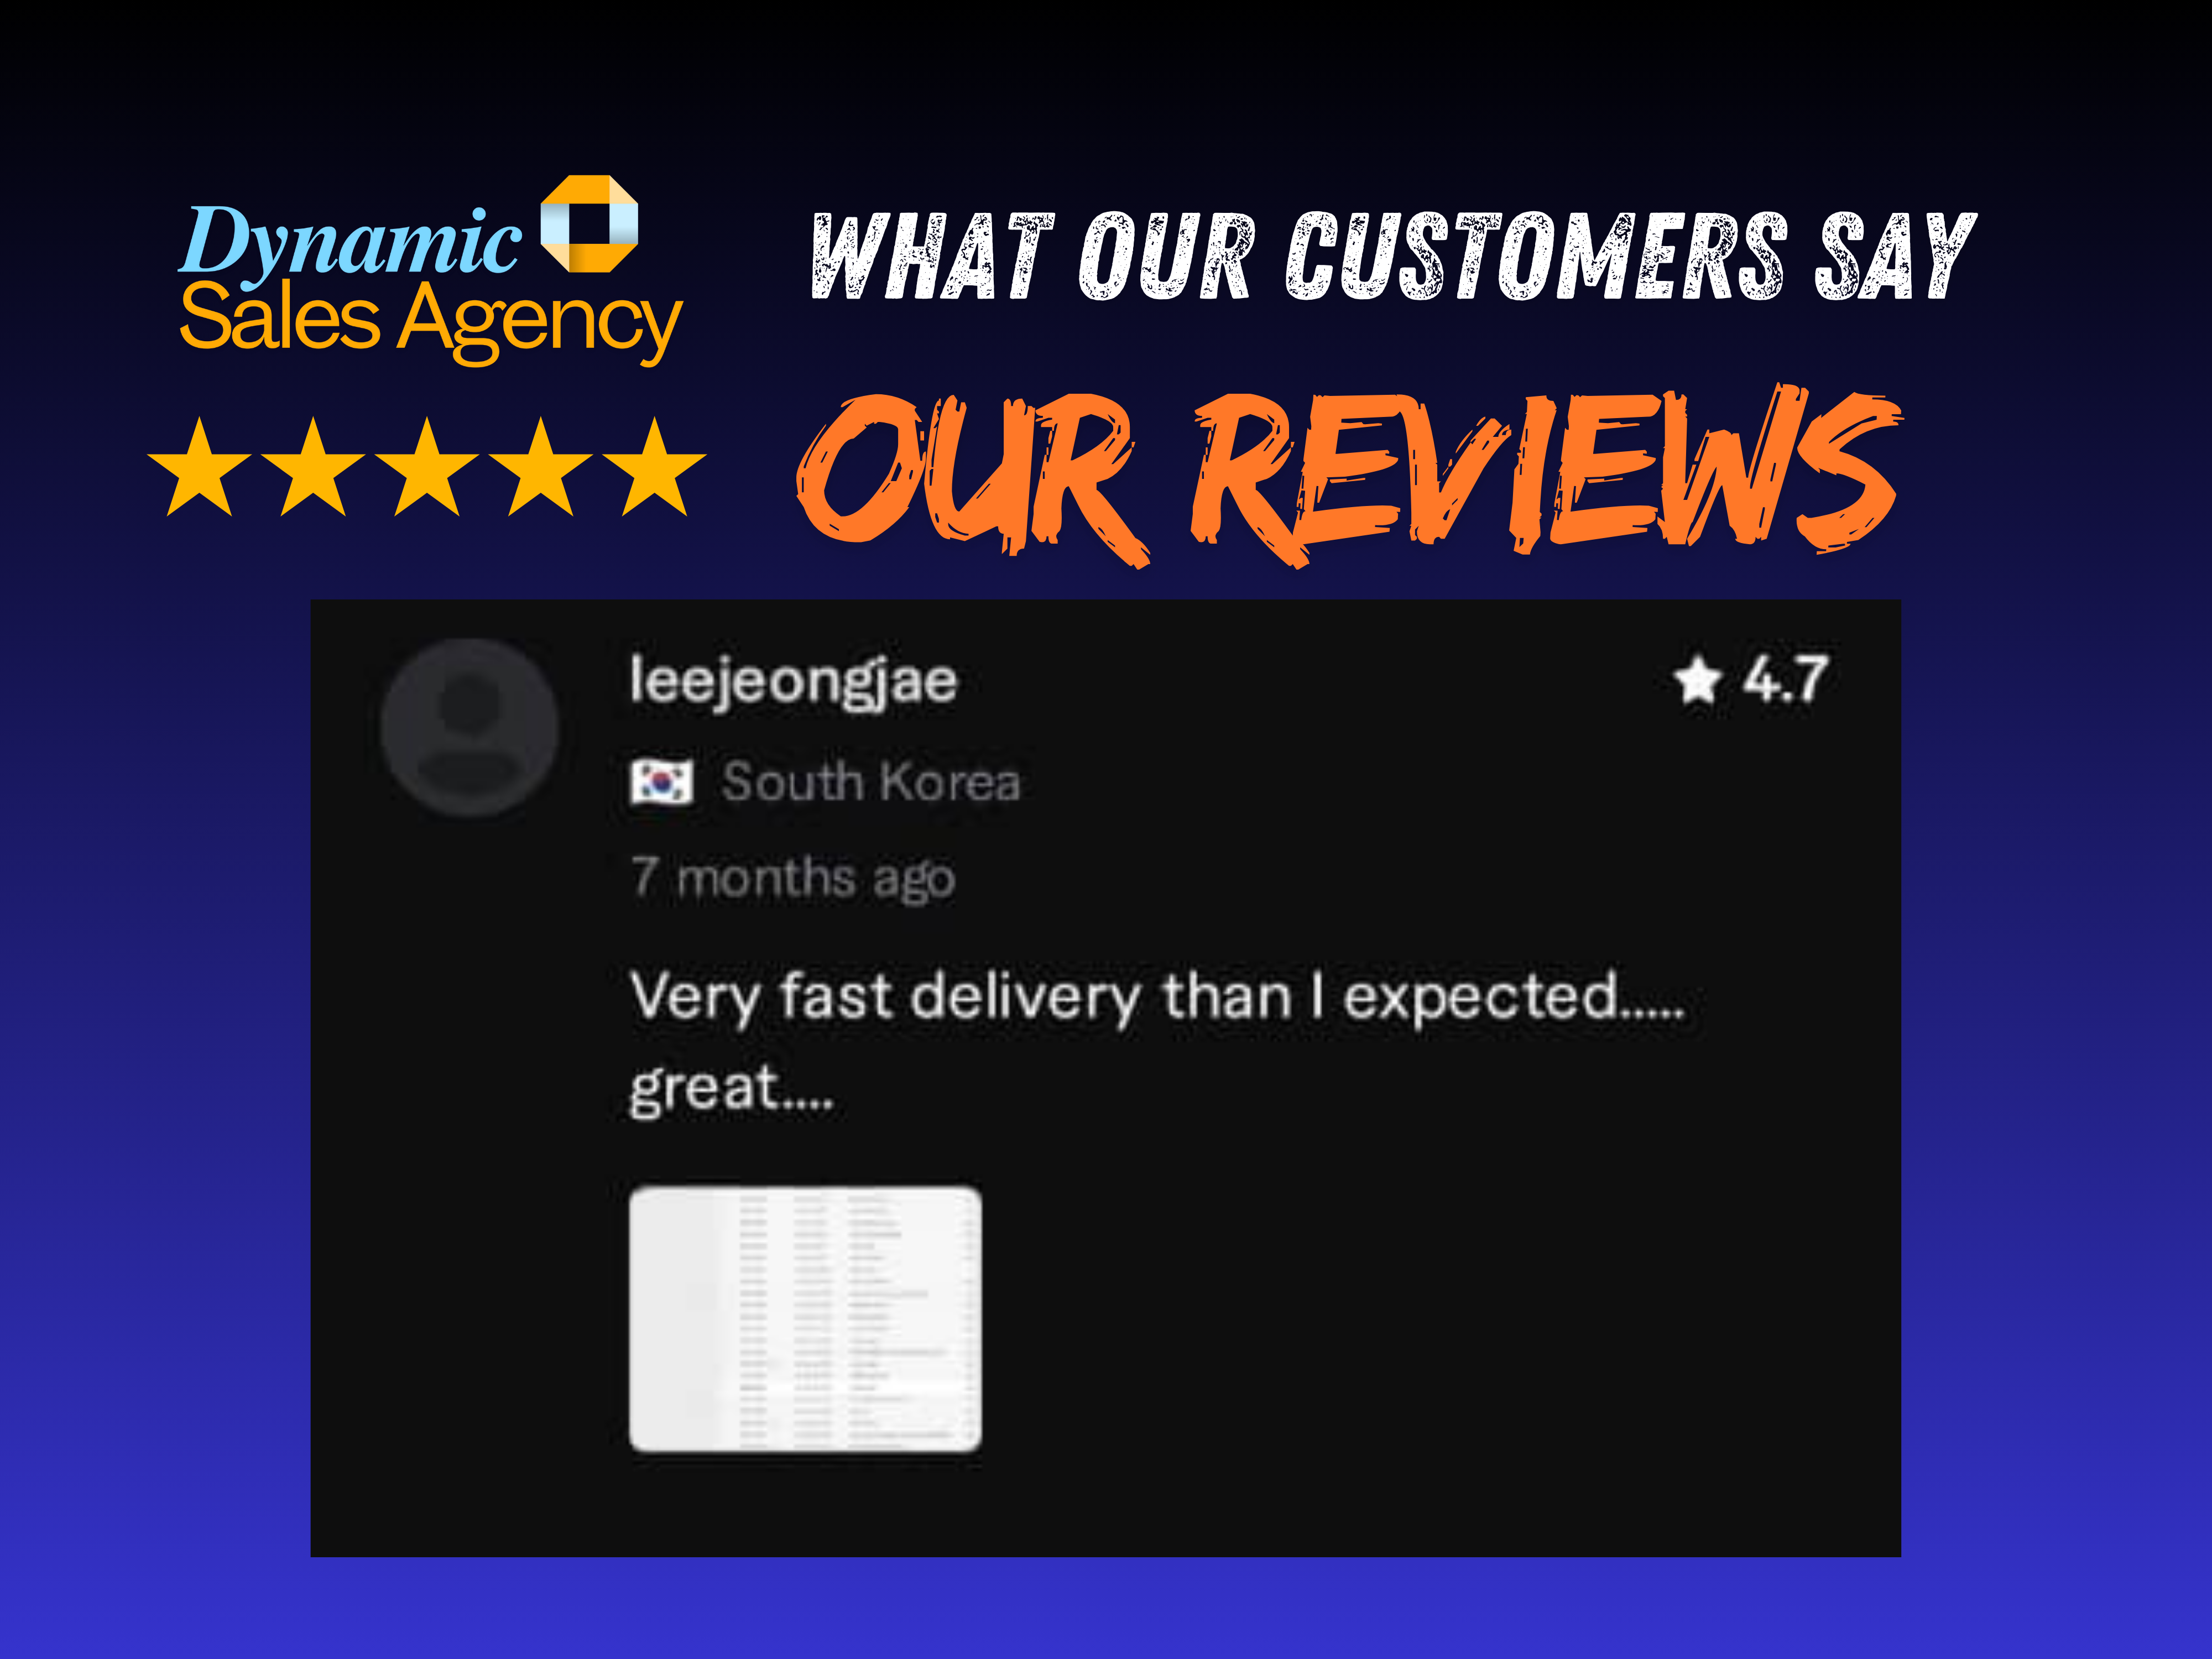 Dynamic
Sales Agency
WHAT OUR CUSTOMERS SAY
OUR REVIEWS
leejeongjae
4.7
South Korea
7 months ago
Very fast delivery than I expected.....
great....